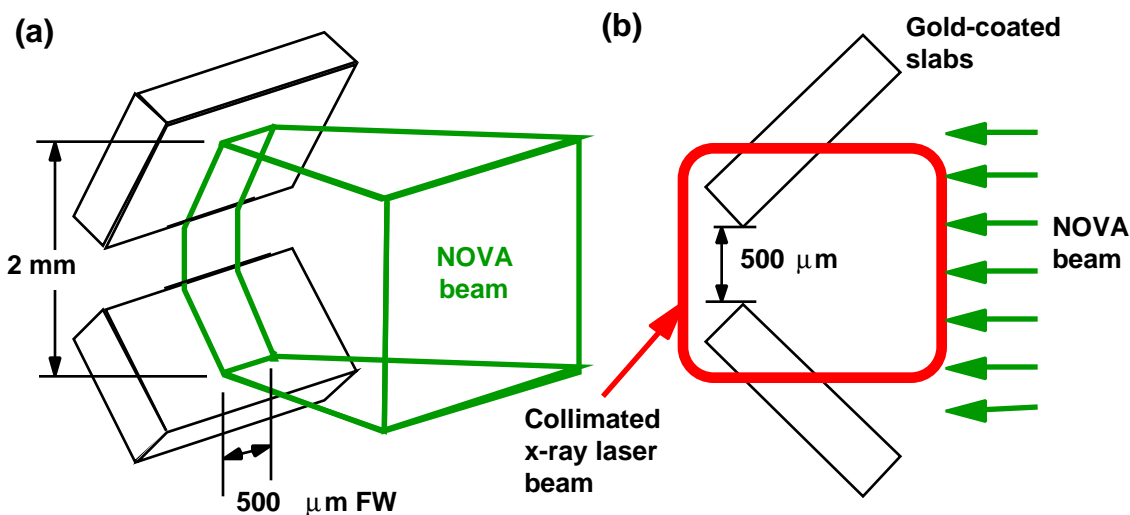 (a)
2 mm
NOVA
beam
500 μm FW
(b)
Gold-coated
slabs
500 μm
NOVA
beam
Collimated
x-ray laser
beam